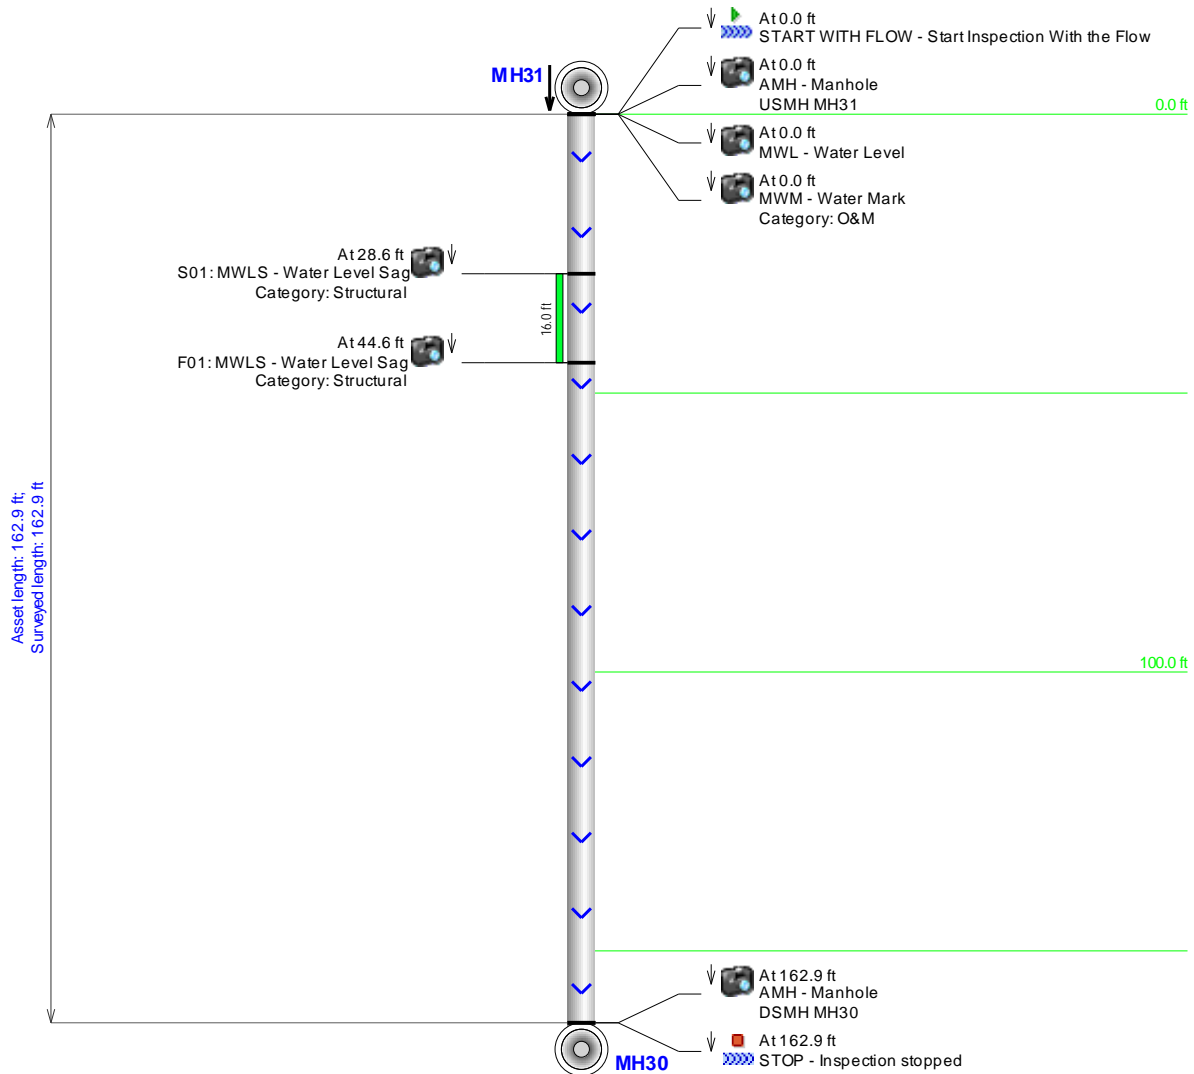 At 0.0 ft
START WITH FLOW - Start Inspection With the Flow
At 0.0 ft
AMH - Manhole
USMH MH31
MH31
0.0 ft
At 0.0 ft
MWL - Water Level
At 0.0 ft
MWM - Water Mark
Category: O&M
At 28.6 ft
S01: MWLS - Water Level Sag
Category: Structural
16.0 ft
At 44.6 ft
F01: MWLS - Water Level Sag
Category: Structural
Asset length: 162.9 ft;
Surveyed length: 162.9 ft
100.0 ft
At 162.9 ft
AMH - Manhole
DSMH MH30
At 162.9 ft
STOP - Inspection stopped
MH30